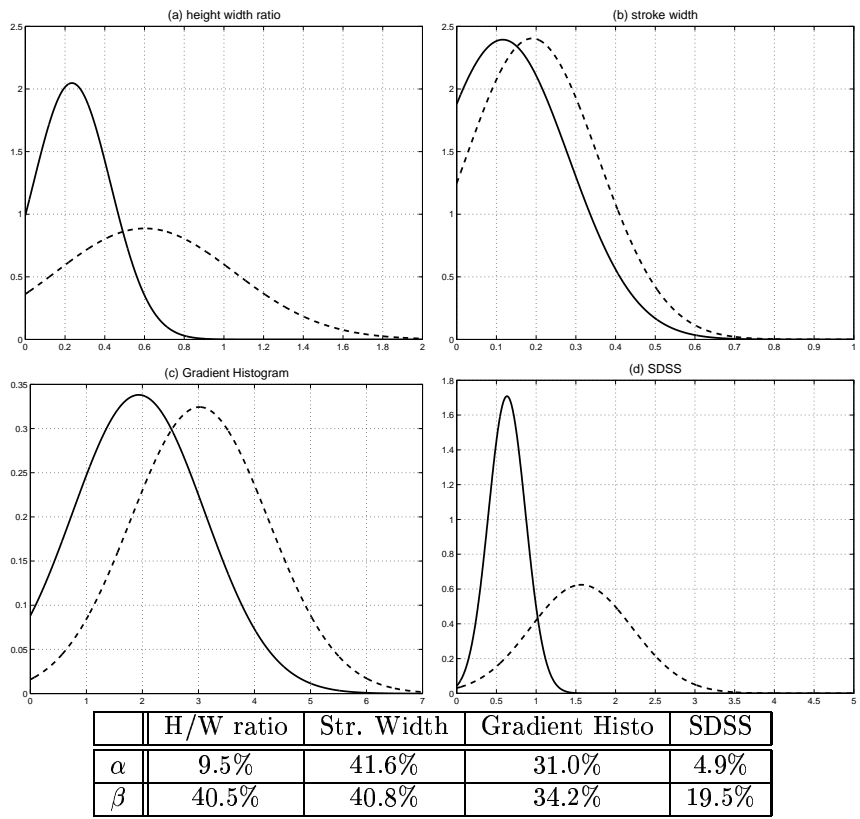 (a) height width ratio
2.5
2
1.5
1
0.5
0
0 0.2 0.4 0.6 0.8 1 1.2 1.4 1.6 1.8 2
(b) stroke width
2.5
2
1.5
1
0.5
0
0 0.1 0.2 0.3 0.4 0.5 0.6 0.7 0.8 0.9 1
(c) Gradient Histogram
0.35
0.3
0.25
0.2
0.15
0.1
0.05
0
0 1 2 3 4 5 6 7
(d) SDSS
1.8
1.6
1.4
1.2
1
0.8
0.6
0.4
0.2
0
0 0.5 1 1.5 2 2.5 3 3.5 4 4.5 5
H/W ratio Str. Width Gradient Histo SDSS
α 9.5% 41.6% 31.0% 4.9%
β 40.5% 40.8% 34.2% 19.5%